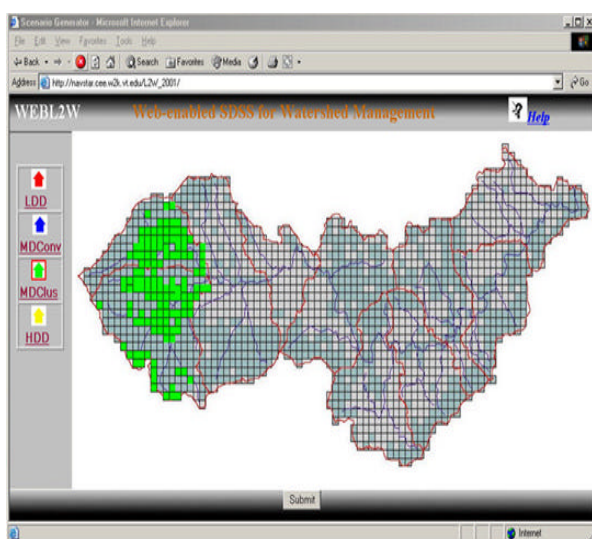 Scenario Generator - Microsoft Internet Explorer
File Edit View Favorites Tools Help
Back Search Favorites Media
Address http://navstar.cee.w2k.vt.edu/L2W_2001/ Go
WEBL2W Web-enabled SDSS for Watershed Management Help
LDD
MDConv
MDClus
HDD
Submit
Internet